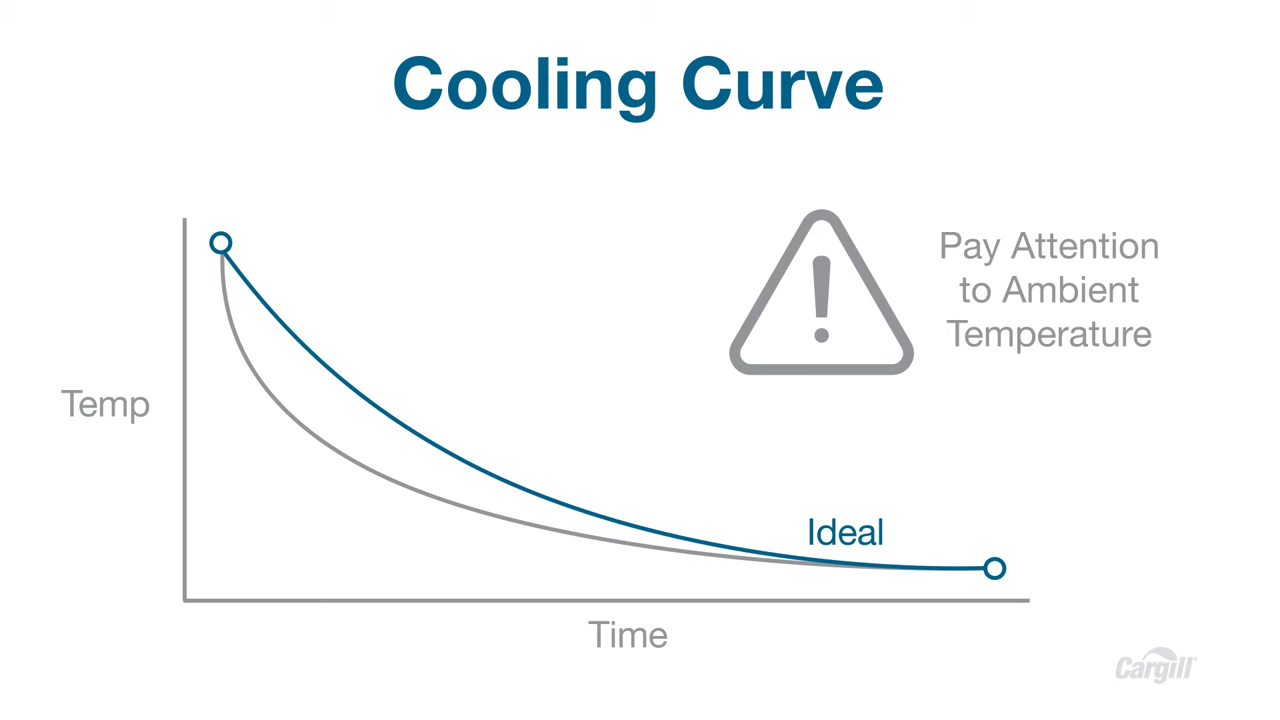 Cooling Curve
Pay Attention
to Ambient
Temperature
Temp
Ideal
Time
Cargill